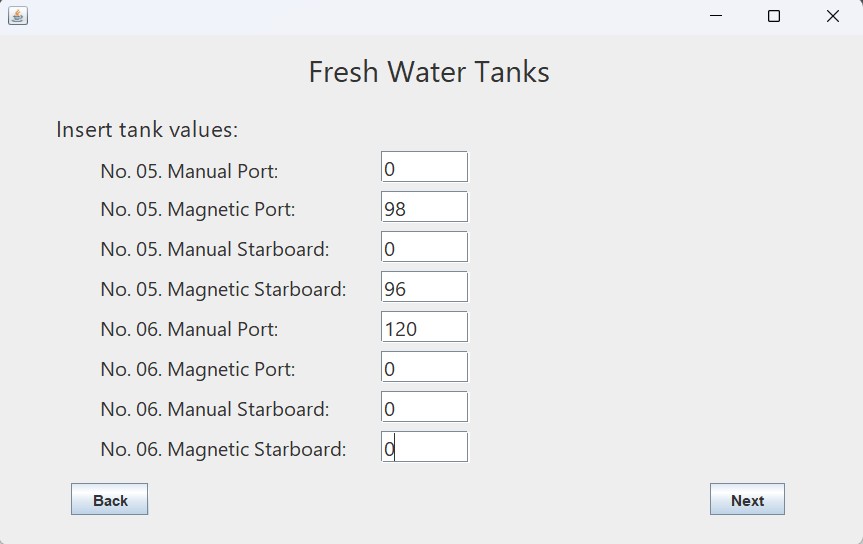 Fresh Water Tanks
Insert tank values:
No. 05. Manual Port: 0
No. 05. Magnetic Port: 98
No. 05. Manual Starboard: 0
No. 05. Magnetic Starboard: 96
No. 06. Manual Port: 120
No. 06. Magnetic Port: 0
No. 06. Manual Starboard: 0
No. 06. Magnetic Starboard: 0
Back Next